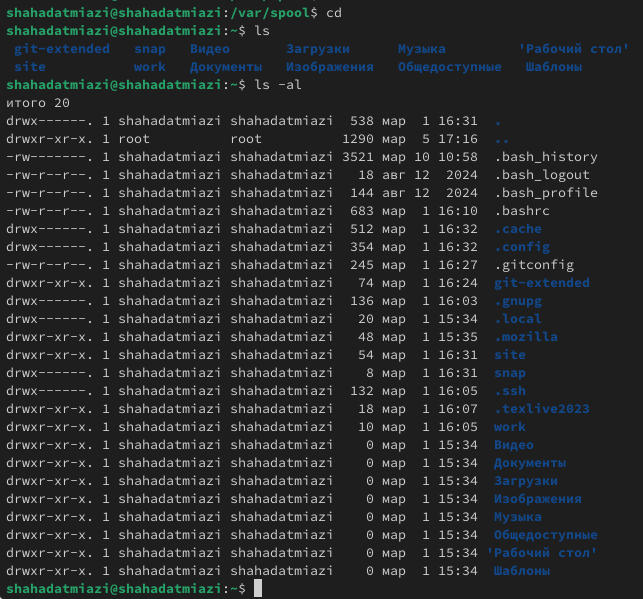 shahadatmiazi@shahadatmiazi:/var/spool$ cd
shahadatmiazi@shahadatmiazi:~$ ls
git-extended snap Видео Загрузки Музыка 'Рабочий стол'
site work Документы Изображения Общедоступные Шаблоны
shahadatmiazi@shahadatmiazi:~$ ls -al
итого 20
drwx------. 1 shahadatmiazi shahadatmiazi 538 мар 1 16:31 .
drwxr-xr-x. 1 root root 1290 мар 5 17:16 ..
-rw-------. 1 shahadatmiazi shahadatmiazi 3521 мар 10 10:58 .bash_history
-rw-r--r--. 1 shahadatmiazi shahadatmiazi 18 авг 12 2024 .bash_logout
-rw-r--r--. 1 shahadatmiazi shahadatmiazi 144 авг 12 2024 .bash_profile
-rw-r--r--. 1 shahadatmiazi shahadatmiazi 683 мар 1 16:10 .bashrc
drwx------. 1 shahadatmiazi shahadatmiazi 512 мар 1 16:32 .cache
drwx------. 1 shahadatmiazi shahadatmiazi 354 мар 1 16:32 .config
-rw-r--r--. 1 shahadatmiazi shahadatmiazi 245 мар 1 16:27 .gitconfig
drwxr-xr-x. 1 shahadatmiazi shahadatmiazi 74 мар 1 16:24 git-extended
drwx------. 1 shahadatmiazi shahadatmiazi 136 мар 1 16:03 .gnupg
drwx------. 1 shahadatmiazi shahadatmiazi 20 мар 1 15:34 .local
drwxr-xr-x. 1 shahadatmiazi shahadatmiazi 48 мар 1 15:35 .mozilla
drwxr-xr-x. 1 shahadatmiazi shahadatmiazi 54 мар 1 16:31 site
drwx------. 1 shahadatmiazi shahadatmiazi 8 мар 1 16:31 snap
drwx------. 1 shahadatmiazi shahadatmiazi 132 мар 1 16:05 .ssh
drwxr-xr-x. 1 shahadatmiazi shahadatmiazi 18 мар 1 16:07 .texlive2023
drwxr-xr-x. 1 shahadatmiazi shahadatmiazi 10 мар 1 16:05 work
drwxr-xr-x. 1 shahadatmiazi shahadatmiazi 0 мар 1 15:34 Видео
drwxr-xr-x. 1 shahadatmiazi shahadatmiazi 0 мар 1 15:34 Документы
drwxr-xr-x. 1 shahadatmiazi shahadatmiazi 0 мар 1 15:34 Загрузки
drwxr-xr-x. 1 shahadatmiazi shahadatmiazi 0 мар 1 15:34 Изображения
drwxr-xr-x. 1 shahadatmiazi shahadatmiazi 0 мар 1 15:34 Музыка
drwxr-xr-x. 1 shahadatmiazi shahadatmiazi 0 мар 1 15:34 Общедоступные
drwxr-xr-x. 1 shahadatmiazi shahadatmiazi 0 мар 1 15:34 'Рабочий стол'
drwxr-xr-x. 1 shahadatmiazi shahadatmiazi 0 мар 1 15:34 Шаблоны
shahadatmiazi@shahadatmiazi:~$